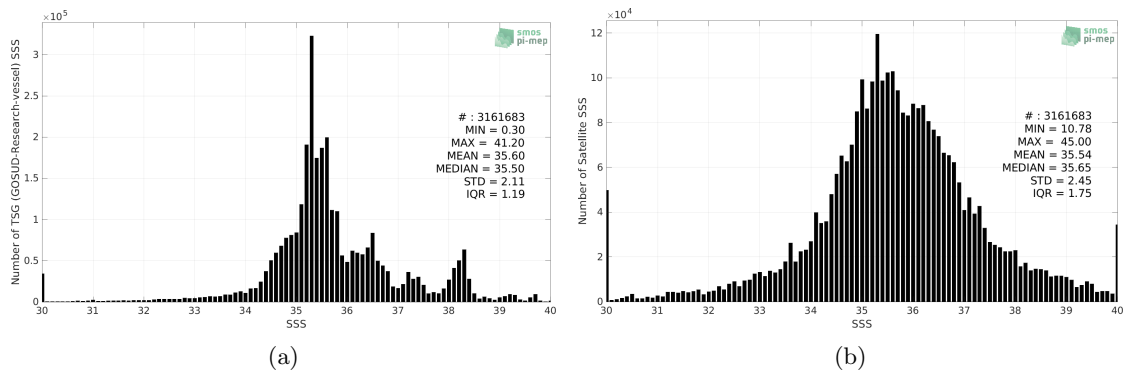 ×10⁵
smos
pi-mep
3
2.5
2
1.5
1
0.5
0
Number of TSG (GOSUD-Research-vessel) SSS
# : 3161683
MIN = 0.30
MAX = 41.20
MEAN = 35.60
MEDIAN = 35.50
STD = 2.11
IQR = 1.19
30 31 32 33 34 35 36 37 38 39 40
SSS
(a)
×10⁴
smos
pi-mep
12
10
8
6
4
2
0
Number of Satellite SSS
# : 3161683
MIN = 10.78
MAX = 45.00
MEAN = 35.54
MEDIAN = 35.65
STD = 2.45
IQR = 1.75
30 31 32 33 34 35 36 37 38 39 40
SSS
(b)